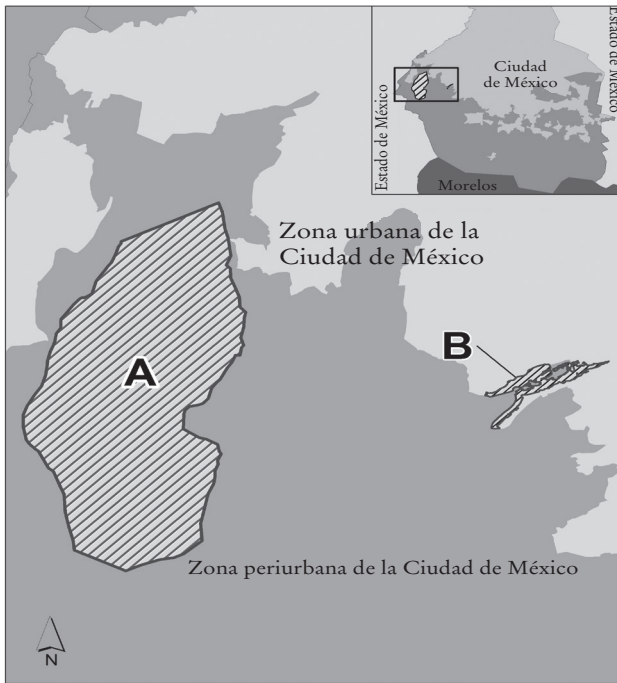 Ciudad
de México
Estado de México
Estado de México
Morelos
Zona urbana de la
Ciudad de México
A
B
Zona periurbana de la Ciudad de México
N